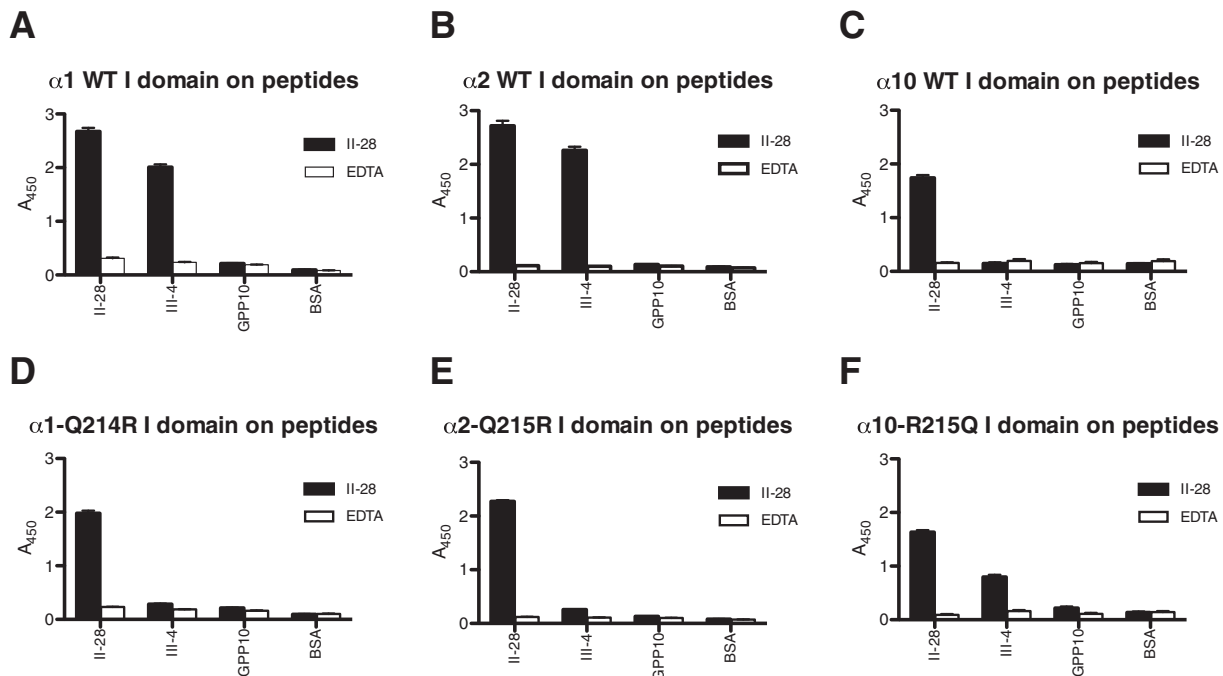 A
α1 WT I domain on peptides
3
2
1
0
A450
II-28
EDTA
II-28
III-4
GPP10
BSA
B
α2 WT I domain on peptides
3
2
1
0
A450
II-28
EDTA
II-28
III-4
GPP10
BSA
C
α10 WT I domain on peptides
3
2
1
0
A450
II-28
EDTA
II-28
III-4
GPP10
BSA
D
α1-Q214R I domain on peptides
3
2
1
0
A450
II-28
EDTA
II-28
III-4
GPP10
BSA
E
α2-Q215R I domain on peptides
3
2
1
0
A450
II-28
EDTA
II-28
III-4
GPP10
BSA
F
α10-R215Q I domain on peptides
3
2
1
0
A450
II-28
EDTA
II-28
III-4
GPP10
BSA